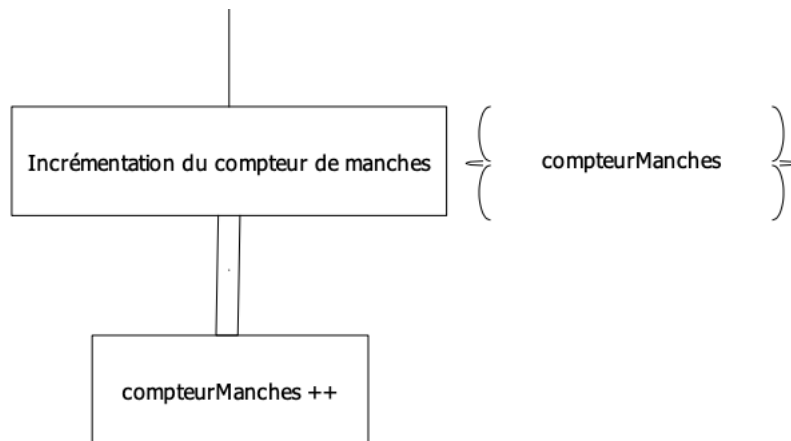 Incrémentation du compteur de manches
compteurManches
compteurManches ++